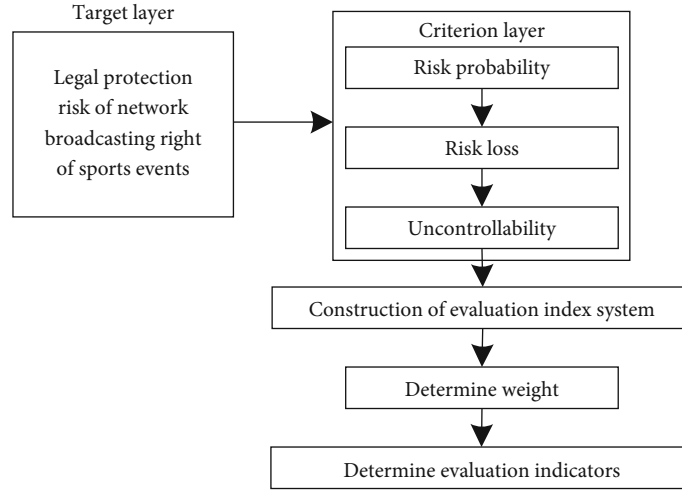 Target layer
Legal protection
risk of network
broadcasting right
of sports events
Criterion layer
Risk probability
Risk loss
Uncontrollability
Construction of evaluation index system
Determine weight
Determine evaluation indicators